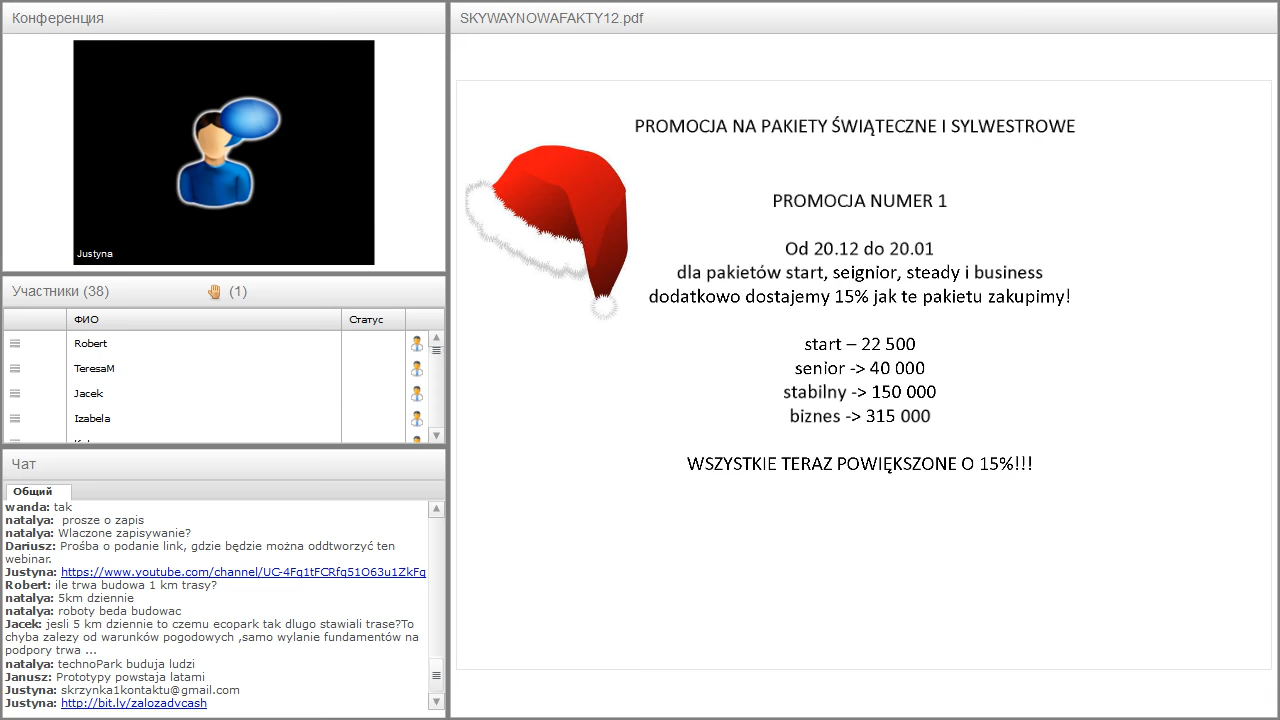 Конференция
Justyna
Участники (38)
(1)
ФИО
Статус
Robert
TeresaM
Jacek
Izabela
Чат
Общий
wanda: tak
natalya: prosze o zapis
natalya: Wlaczone zapisywanie?
Dariusz: Prośba o podanie link, gdzie będzie można oddtworzyć ten
webinar.
Justyna: https://www.youtube.com/channel/UC-4Fq1tFCRfq51O63u1ZkFg
Robert: ile trwa budowa 1 km trasy?
natalya: 5km dziennie
natalya: roboty beda budowac
Jacek: jesli 5 km dziennie to czemu ecopark tak dlugo stawiali trase?To
chyba zalezy od warunków pogodowych ,samo wylanie fundamentów na
podpory trwa ...
natalya: technoPark buduja ludzi
Janusz: Prototypy powstaja latami
Justyna: skrzynka1kontaktu@gmail.com
Justyna: http://bit.ly/zalozadvcash
SKYWAYNOWAFAKTY12.pdf
PROMOCJA NA PAKIETY ŚWIĄTECZNE I SYLWESTROWE
PROMOCJA NUMER 1
Od 20.12 do 20.01
dla pakietów start, seignior, steady i business
dodatkowo dostajemy 15% jak te pakietu zakupimy!
start – 22 500
senior -> 40 000
stabilny -> 150 000
biznes -> 315 000
WSZYSTKIE TERAZ POWIĘKSZONE O 15%!!!